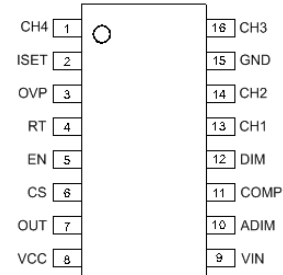 CH4 1 16 CH3
ISET 2 15 GND
OVP 3 14 CH2
RT 4 13 CH1
EN 5 12 DIM
CS 6 11 COMP
OUT 7 10 ADIM
VCC 8 9 VIN